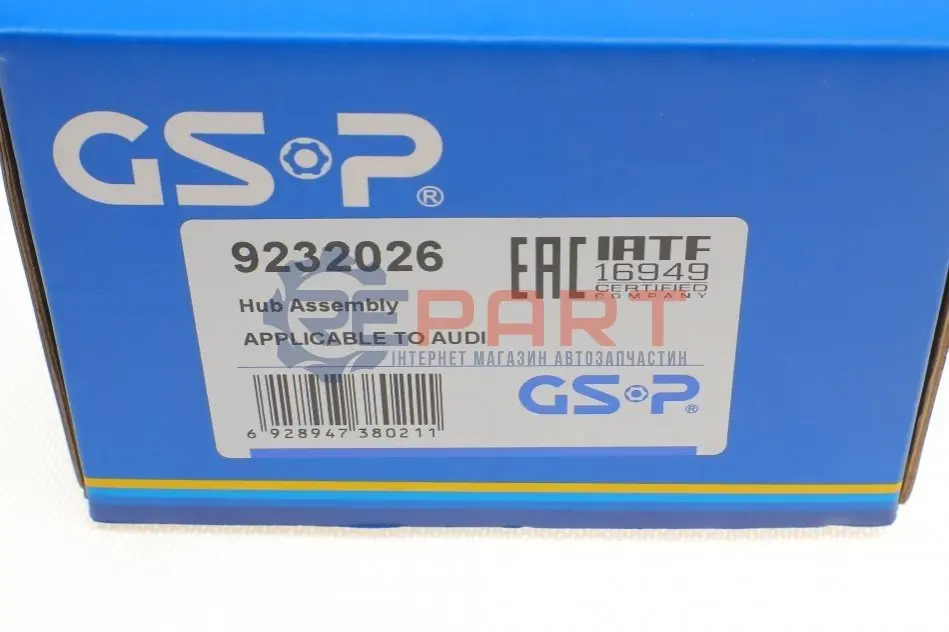 GS·P®
9232026
EAC
IATF
16949
CERTIFIED
COMPANY
Hub Assembly
REPART
APPLICABLE TO AUDI
ІНТЕРНЕТ МАГАЗИН АВТОЗАПЧАСТИН
GS·P®
6 928947 380211